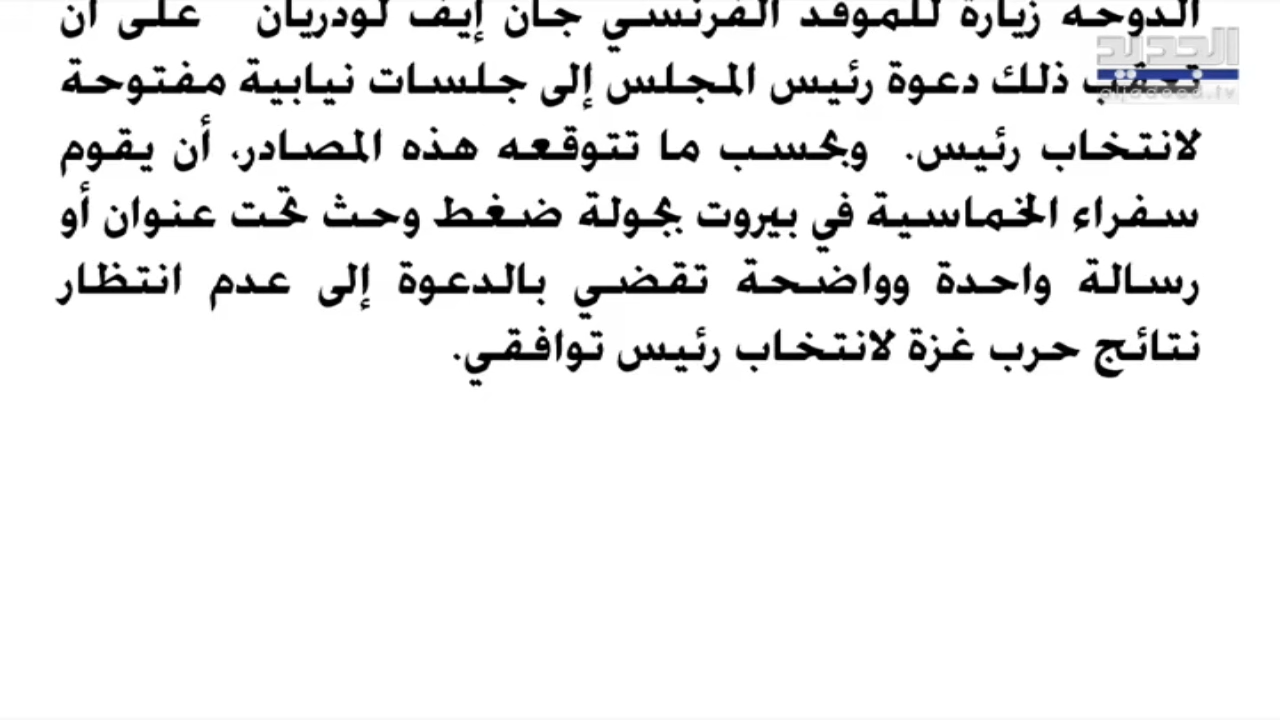 الدوحة زيارة للموفد الفرنسي جان إيف لودريان على أن
ذلك دعوة رئيس المجلس إلى جلسات نيابية مفتوحة
لانتخاب رئيس. وبحسب ما تتوقعه هذه المصادر، أن يقوم
سفراء الخماسية في بيروت بجولة ضغط وحث تحت عنوان أو
رسالة واحدة وواضحة تقضي بالدعوة إلى عدم انتظار
نتائج حرب غزة لانتخاب رئيس توافقي.
الجديد
aljadeed.tv